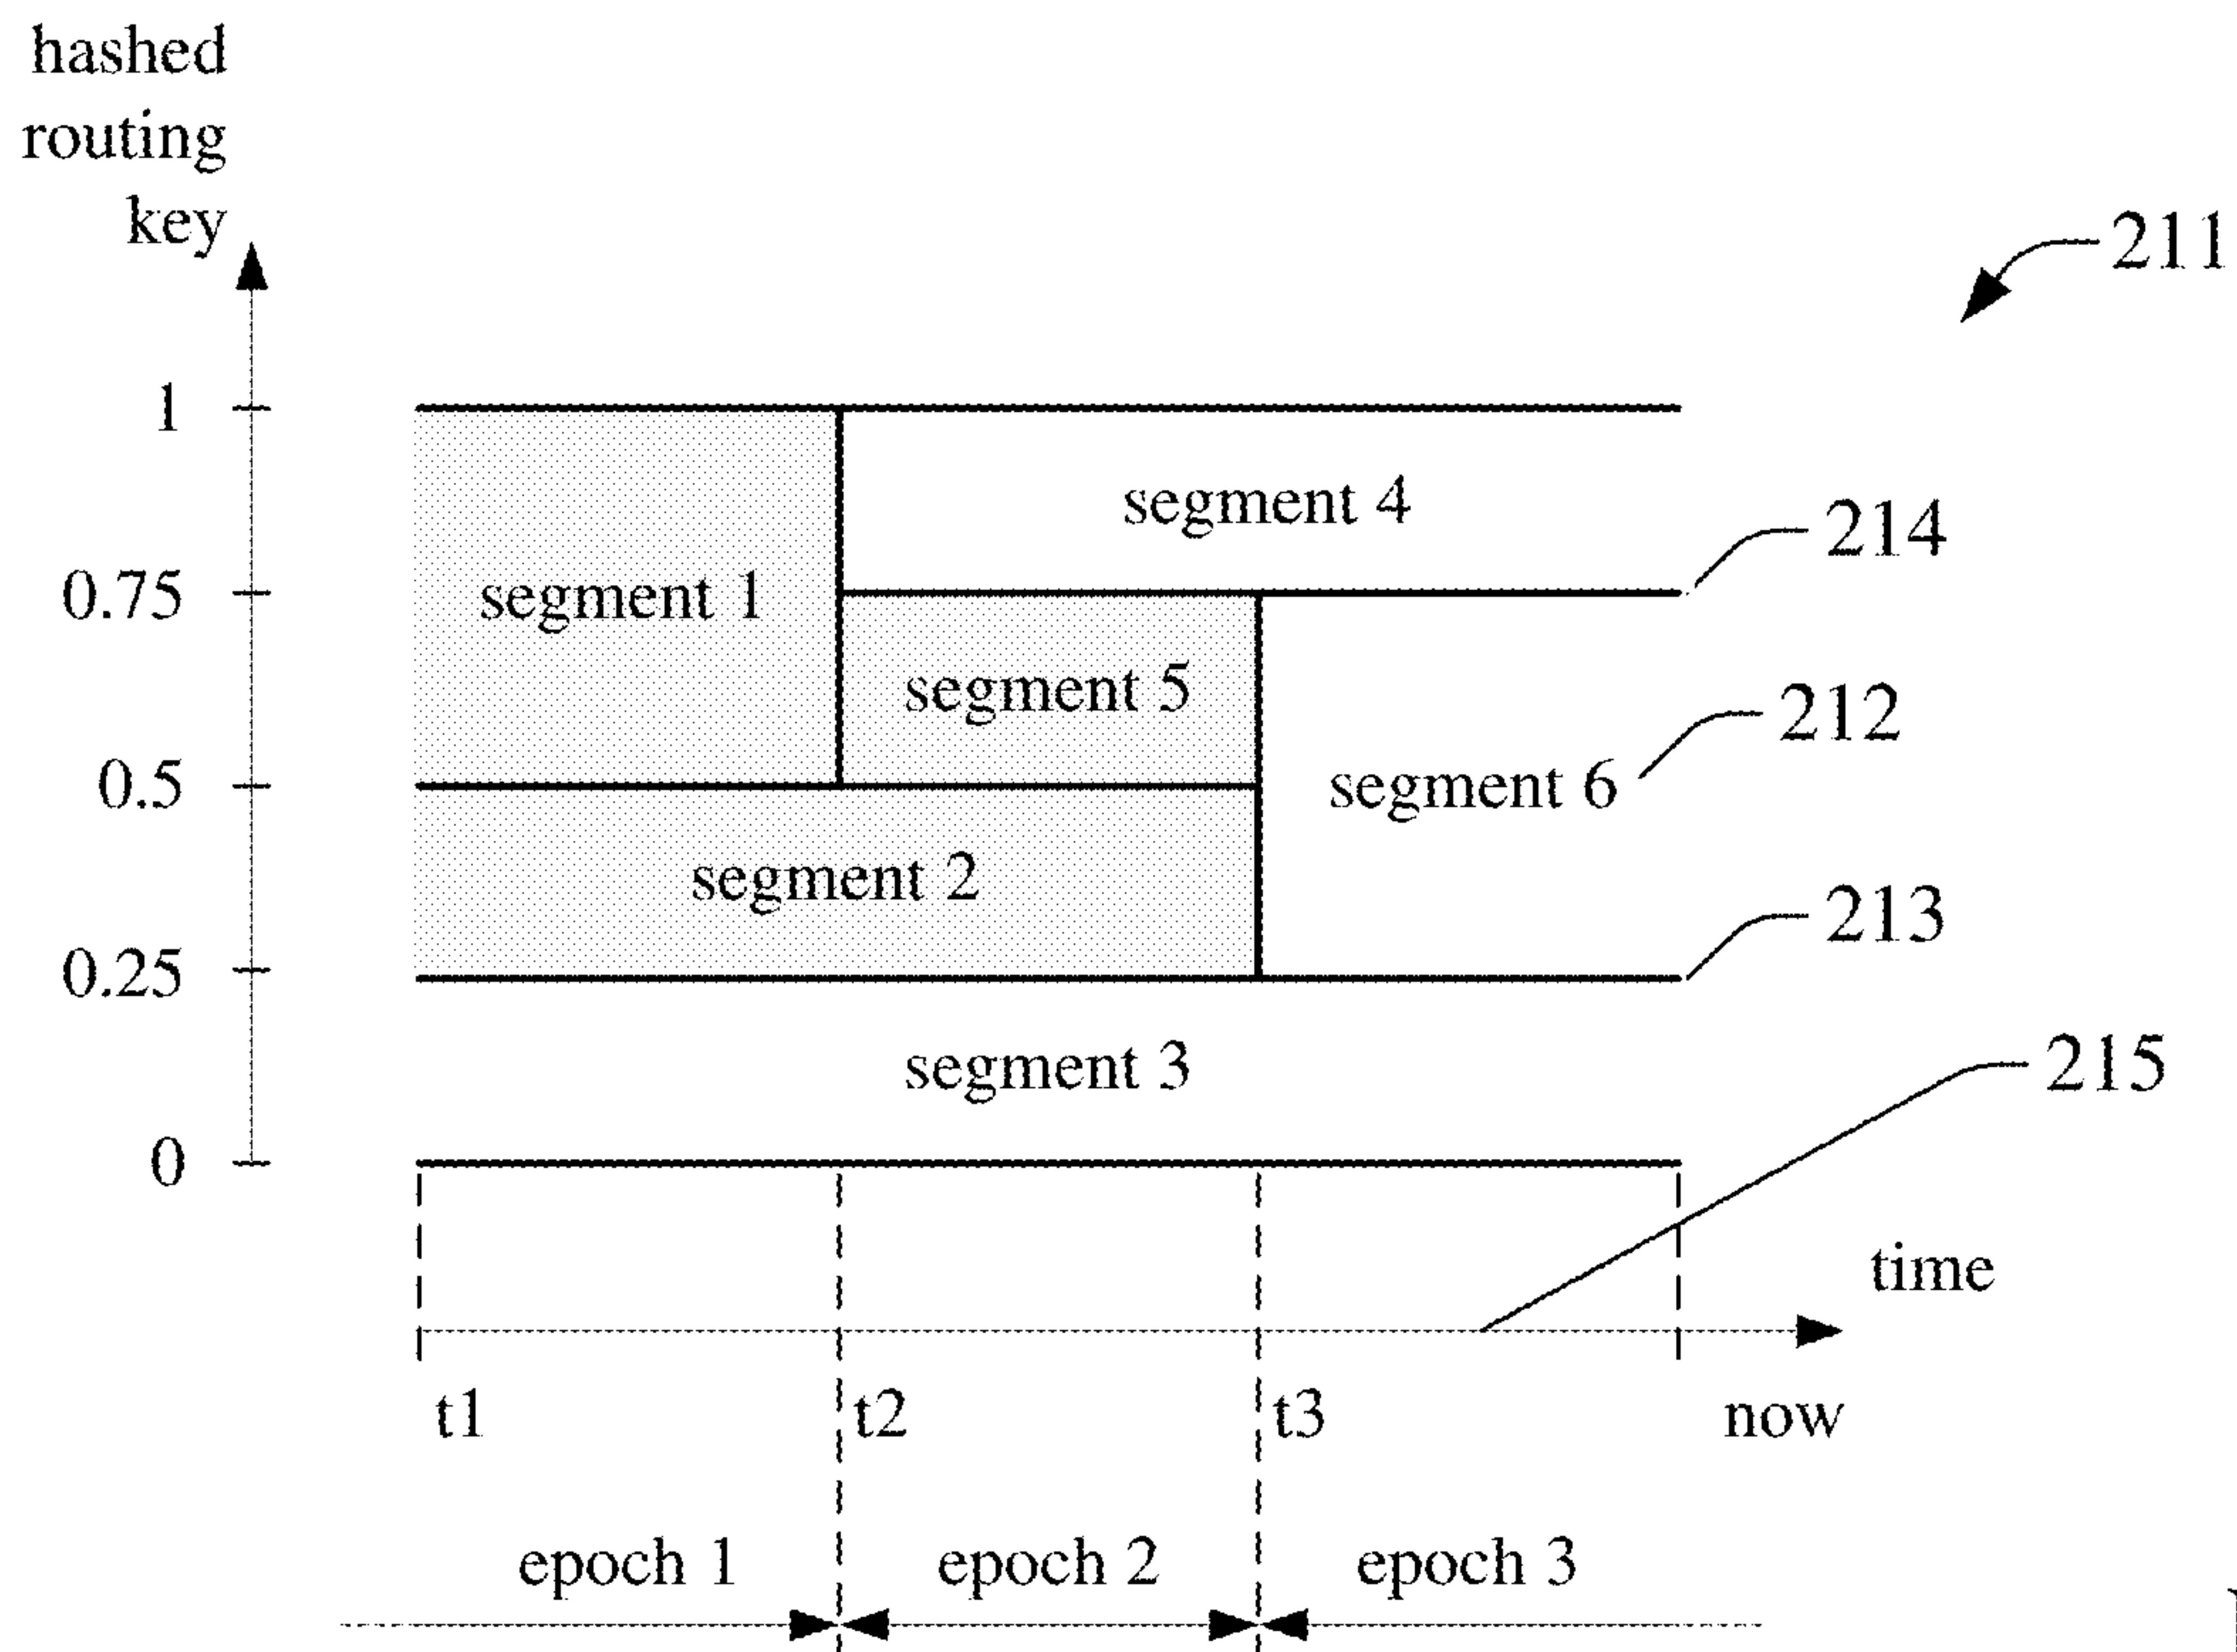 hashed
routing
key
211
1
segment 4
214
0.75
segment 1
segment 5
212
0.5
segment 6
segment 2
213
0.25
segment 3
215
0
time
t1
t2
t3
now
epoch 1
epoch 2
epoch 3